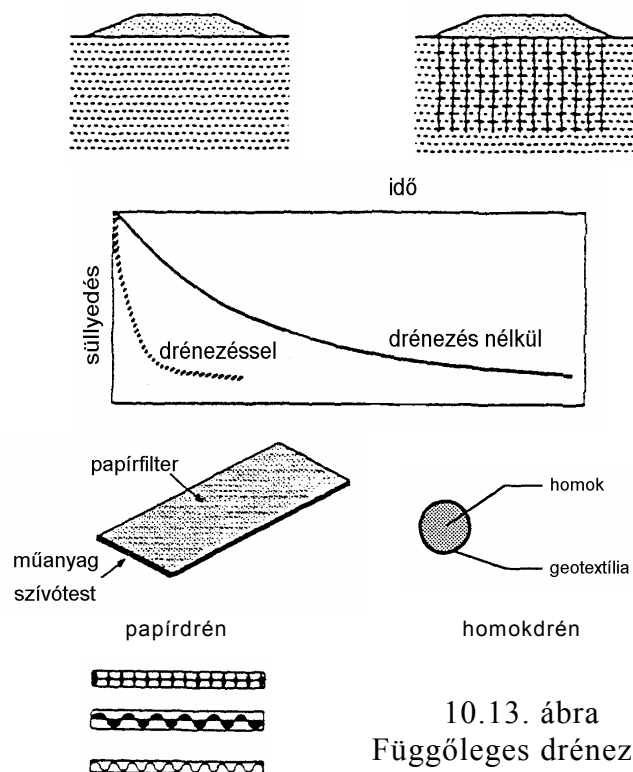 idő
süllyedés
drénezéssel
drénezés nélkül
papírfilter
műanyag
szívótest
homok
geotextília
papírdrén
homokdrén
10.13. ábra
Függőleges drénez